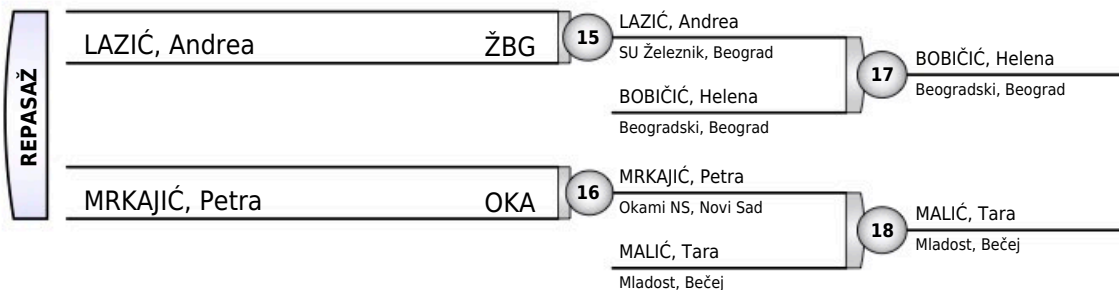 REPASAŽ
LAZIĆ, Andrea ŽBG
15
LAZIĆ, Andrea
SU Železnik, Beograd
BOBIČIĆ, Helena
Beogradski, Beograd
17
BOBIČIĆ, Helena
Beogradski, Beograd
MRKAJIĆ, Petra OKA
16
MRKAJIĆ, Petra
Okami NS, Novi Sad
MALIĆ, Tara
Mladost, Bečej
18
MALIĆ, Tara
Mladost, Bečej